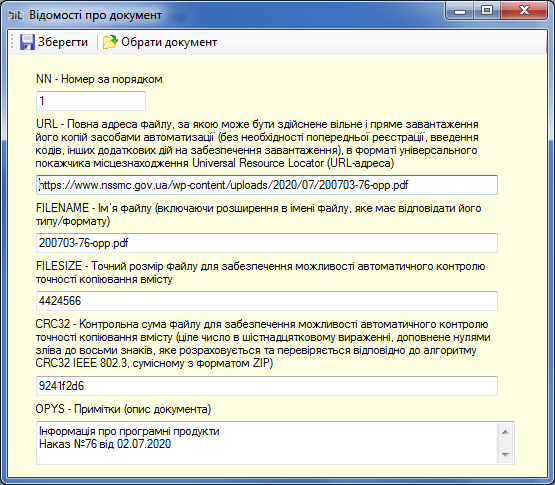 Відомості про документ
Зберегти Обрати документ
NN - Номер за порядком
1
URL - Повна адреса файлу, за якою може бути здійснене вільне і пряме завантаження
його копій засобами автоматизації (без необхідності попередньої реєстрації, введення
кодів, інших додаткових дій на забезпечення завантаження), в форматі універсального
покажчика місцезнаходження Universal Resource Locator (URL-адреса)
https://www.nssmc.gov.ua/wp-content/uploads/2020/07/200703-76-opp.pdf
FILENAME - Ім'я файлу (включаючи розширення в імені файлу, яке має відповідати його
типу/формату)
200703-76-opp.pdf
FILESIZE - Точний розмір файлу для забезпечення можливості автоматичного контролю
точності копіювання вмісту
4424566
CRC32 - Контрольна сума файлу для забезпечення можливості автоматичного контролю
точності копіювання вмісту (ціле число в шістнадцятковому вираженні, доповнене нулями
зліва до восьми знаків, яке розраховується та перевіряється відповідно до алгоритму
CRC32 IEEE 802.3, сумісному з форматом ZIP)
9241f2d6
OPYS - Примітки (опис документа)
Інформація про програмні продукти
Наказ №76 від 02.07.2020